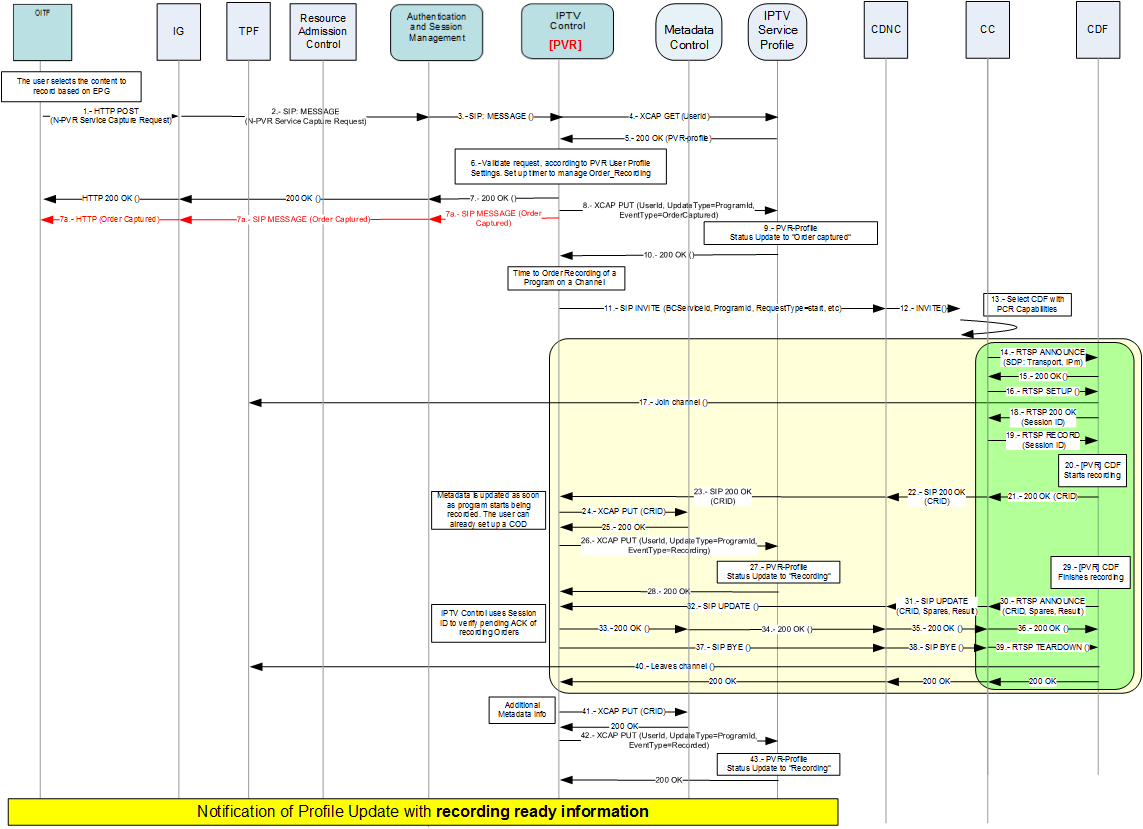 OITF
IG
TPF
Resource
Admission
Control
Authentication
and Session
Management
IPTV
Control
[PVR]
Metadata
Control
IPTV
Service
Profile
CDNC
CC
CDF
The user selects the content to
record based on EPG
1.- HTTP POST
(N-PVR Service Capture Request)
2.- SIP: MESSAGE
(N-PVR Service Capture Request)
3.-SIP: MESSAGE ()
4.- XCAP GET (UserId)
5.- 200 OK (PVR-profile)
6.-Validate request, according to PVR User Profile
Settings. Set up timer to manage Order_Recording
HTTP 200 OK ()
200 OK ()
7.- 200 OK ()
7a.- HTTP (Order Captured)
7a.- SIP MESSAGE (Order Captured)
7a.- SIP MESSAGE (Order
Captured)
8.- XCAP PUT (UserId, UpdateType=ProgramId,
EventType=OrderCaptured)
9.- PVR-Profile
Status Update to "Order captured"
10.- 200 OK ()
Time to Order Recording of a
Program on a Channel
11.- SIP INVITE (BCServiceId, ProgramId, RequestType=start, etc)
12.- INVITE()
13.- Select CDF with
PCR Capabilities
14.- RTSP ANNOUNCE
(SDP: Transport, IPm)
15.- 200 OK ()
16.- RTSP SETUP ()
17.- Join channel ()
18.- RTSP 200 OK
(Session ID)
19.- RTSP RECORD
(Session ID)
20.- [PVR] CDF
Starts recording
Metadata is updated as soon
as program starts being
recorded. The user can
already set up a COD
23.- SIP 200 OK
(CRID)
22.- SIP 200 OK
(CRID)
21.- 200 OK (CRID)
24.- XCAP PUT (CRID)
25.- 200 OK
26.- XCAP PUT (UserId, UpdateType=ProgramId,
EventType=Recording)
27.- PVR-Profile
Status Update to "Recording"
28.- 200 OK
29.- [PVR] CDF
Finishes recording
IPTV Control uses Session
ID to verify pending ACK of
recording Orders
32.- SIP UPDATE ()
31.- SIP UPDATE
(CRID, Spares, Result)
30.- RTSP ANNOUNCE
(CRID, Spares, Result)
33.- 200 OK ()
34.- 200 OK ()
35.- 200 OK ()
36.- 200 OK ()
37.- SIP BYE ()
38.- SIP BYE ()
39.- RTSP TEARDOWN ()
40.- Leaves channel ()
200 OK
200 OK
200 OK
Additional
Metadata Info
41.- XCAP PUT (CRID)
200 OK
42.- XCAP PUT (UserId, UpdateType=ProgramId,
EventType=Recorded)
43.- PVR-Profile
Status Update to "Recording"
200 OK
Notification of Profile Update with recording ready information